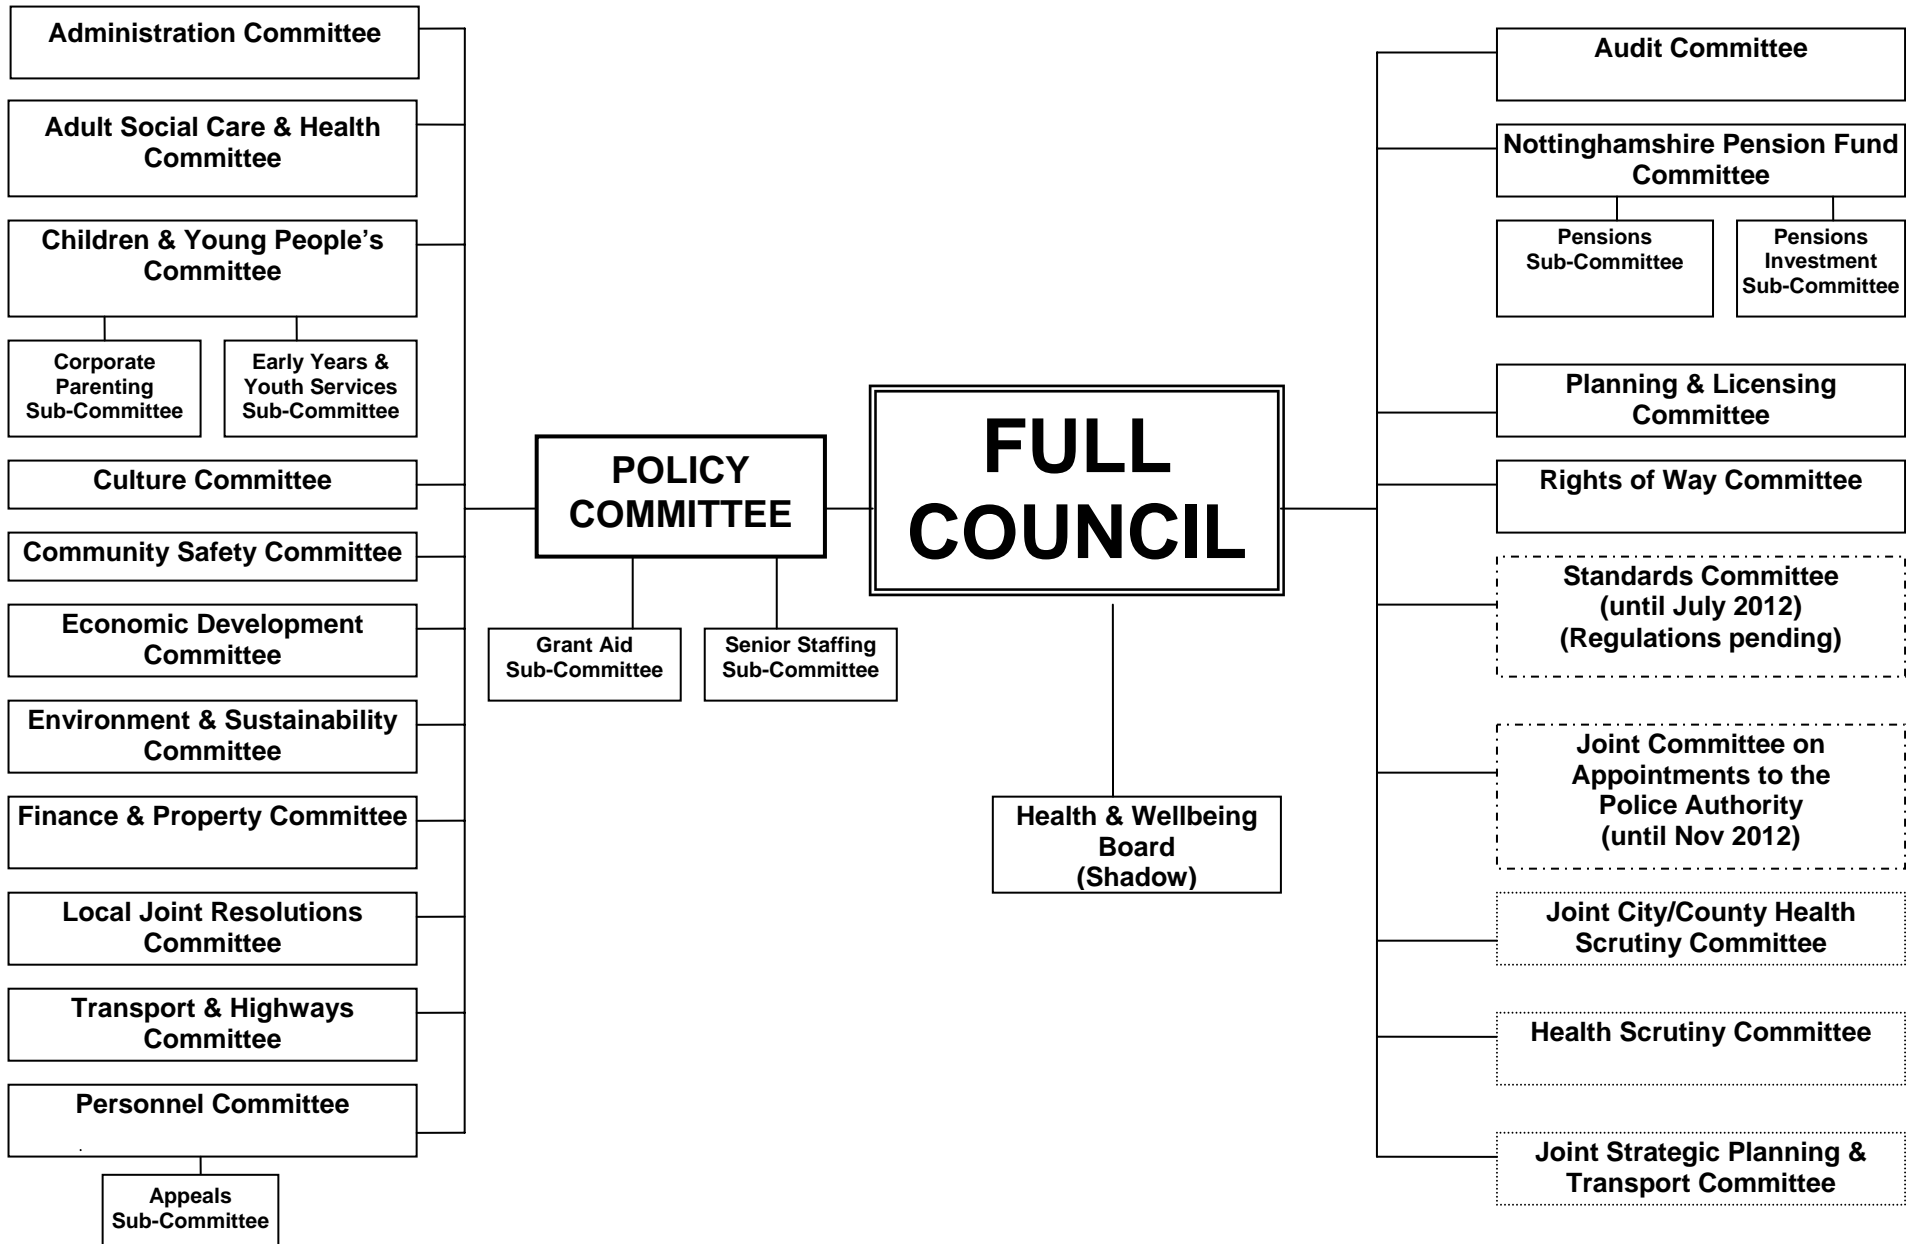 Administration Committee
Adult Social Care & Health
Committee
Children & Young People’s
Committee
Corporate
Parenting
Sub-Committee
Early Years &
Youth Services
Sub-Committee
Culture Committee
Community Safety Committee
Economic Development
Committee
Environment & Sustainability
Committee
Finance & Property Committee
Local Joint Resolutions
Committee
Transport & Highways
Committee
Personnel Committee
.
Appeals
Sub-Committee
POLICY
COMMITTEE
Grant Aid
Sub-Committee
Senior Staffing
Sub-Committee
FULL
COUNCIL
Health & Wellbeing
Board
(Shadow)
Audit Committee
Nottinghamshire Pension Fund
Committee
Pensions
Sub-Committee
Pensions
Investment
Sub-Committee
Planning & Licensing
Committee
Rights of Way Committee
Standards Committee
(until July 2012)
(Regulations pending)
Joint Committee on
Appointments to the
Police Authority
(until Nov 2012)
Joint City/County Health
Scrutiny Committee
Health Scrutiny Committee
Joint Strategic Planning &
Transport Committee